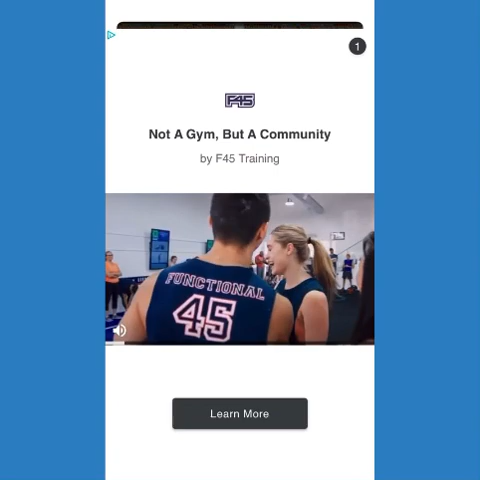 1
F45
Not A Gym, But A Community
by F45 Training
FUNCTIONAL
45
Learn More